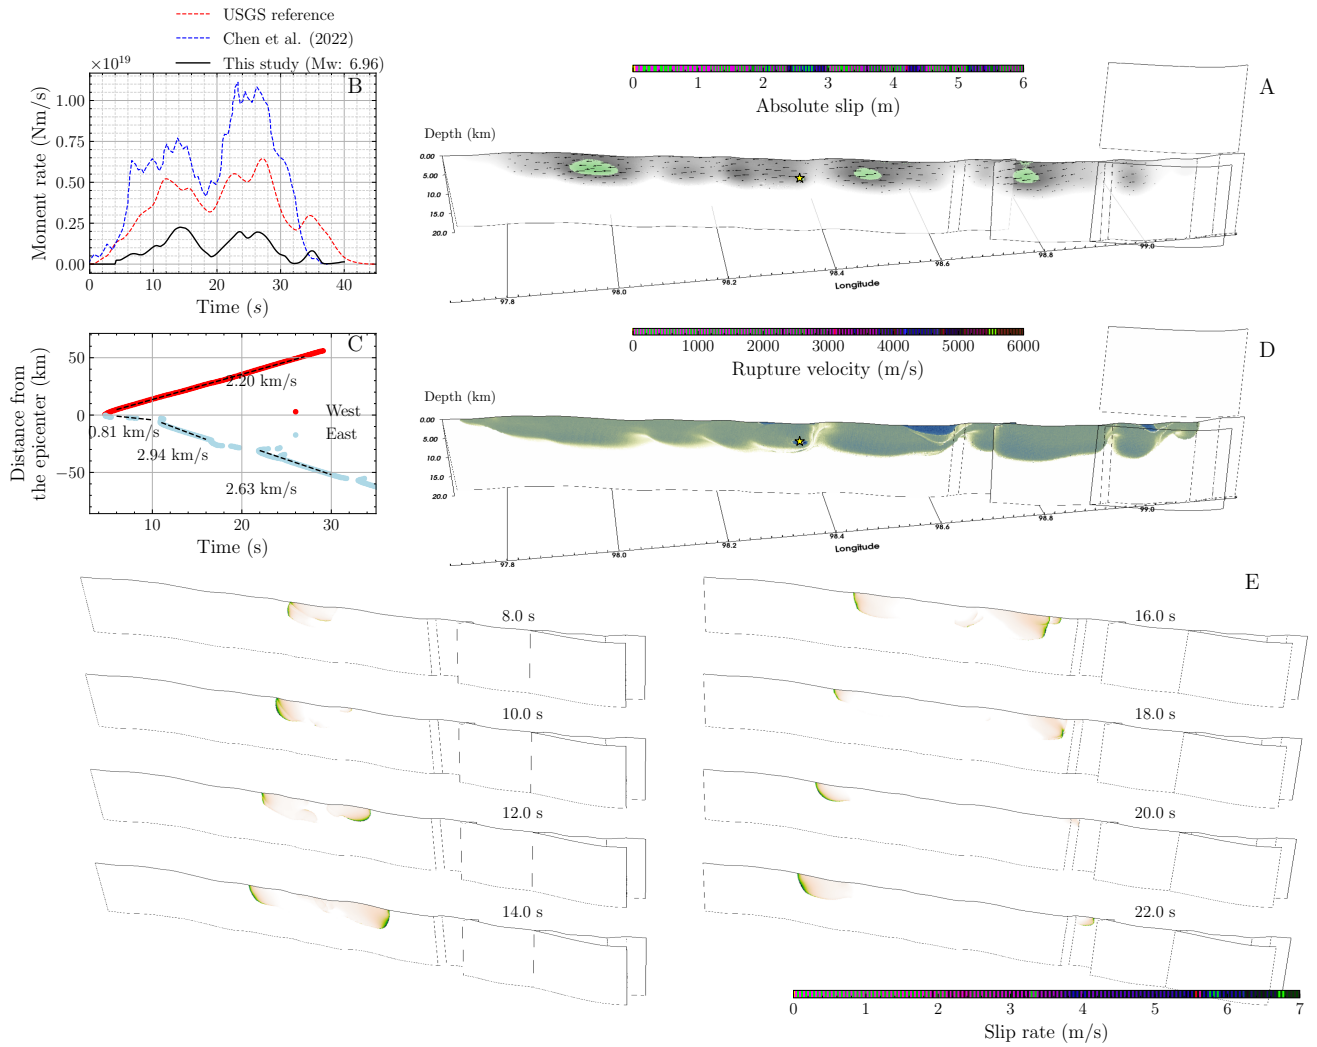 USGS reference
Chen et al. (2022)
This study (Mw: 6.96)
×10^19
B
1.00
0.75
0.50
0.25
0.00
Moment rate (Nm/s)
0 10 20 30 40
Time (s)
A
0 1 2 3 4 5 6
Absolute slip (m)
Depth (km)
0.00
5.00
10.0
15.0
20.0
97.8 98.0 98.2 98.4 98.6 98.8 99.0
Longitude
C
50
0
−50
Distance from
the epicenter (km)
2.20 km/s
West
East
0.81 km/s
2.94 km/s
2.63 km/s
10 20 30
Time (s)
D
0 1000 2000 3000 4000 5000 6000
Rupture velocity (m/s)
Depth (km)
0.00
5.00
10.0
15.0
20.0
97.8 98.0 98.2 98.4 98.6 98.8 99.0
Longitude
E
8.0 s
10.0 s
12.0 s
14.0 s
16.0 s
18.0 s
20.0 s
22.0 s
0 1 2 3 4 5 6 7
Slip rate (m/s)